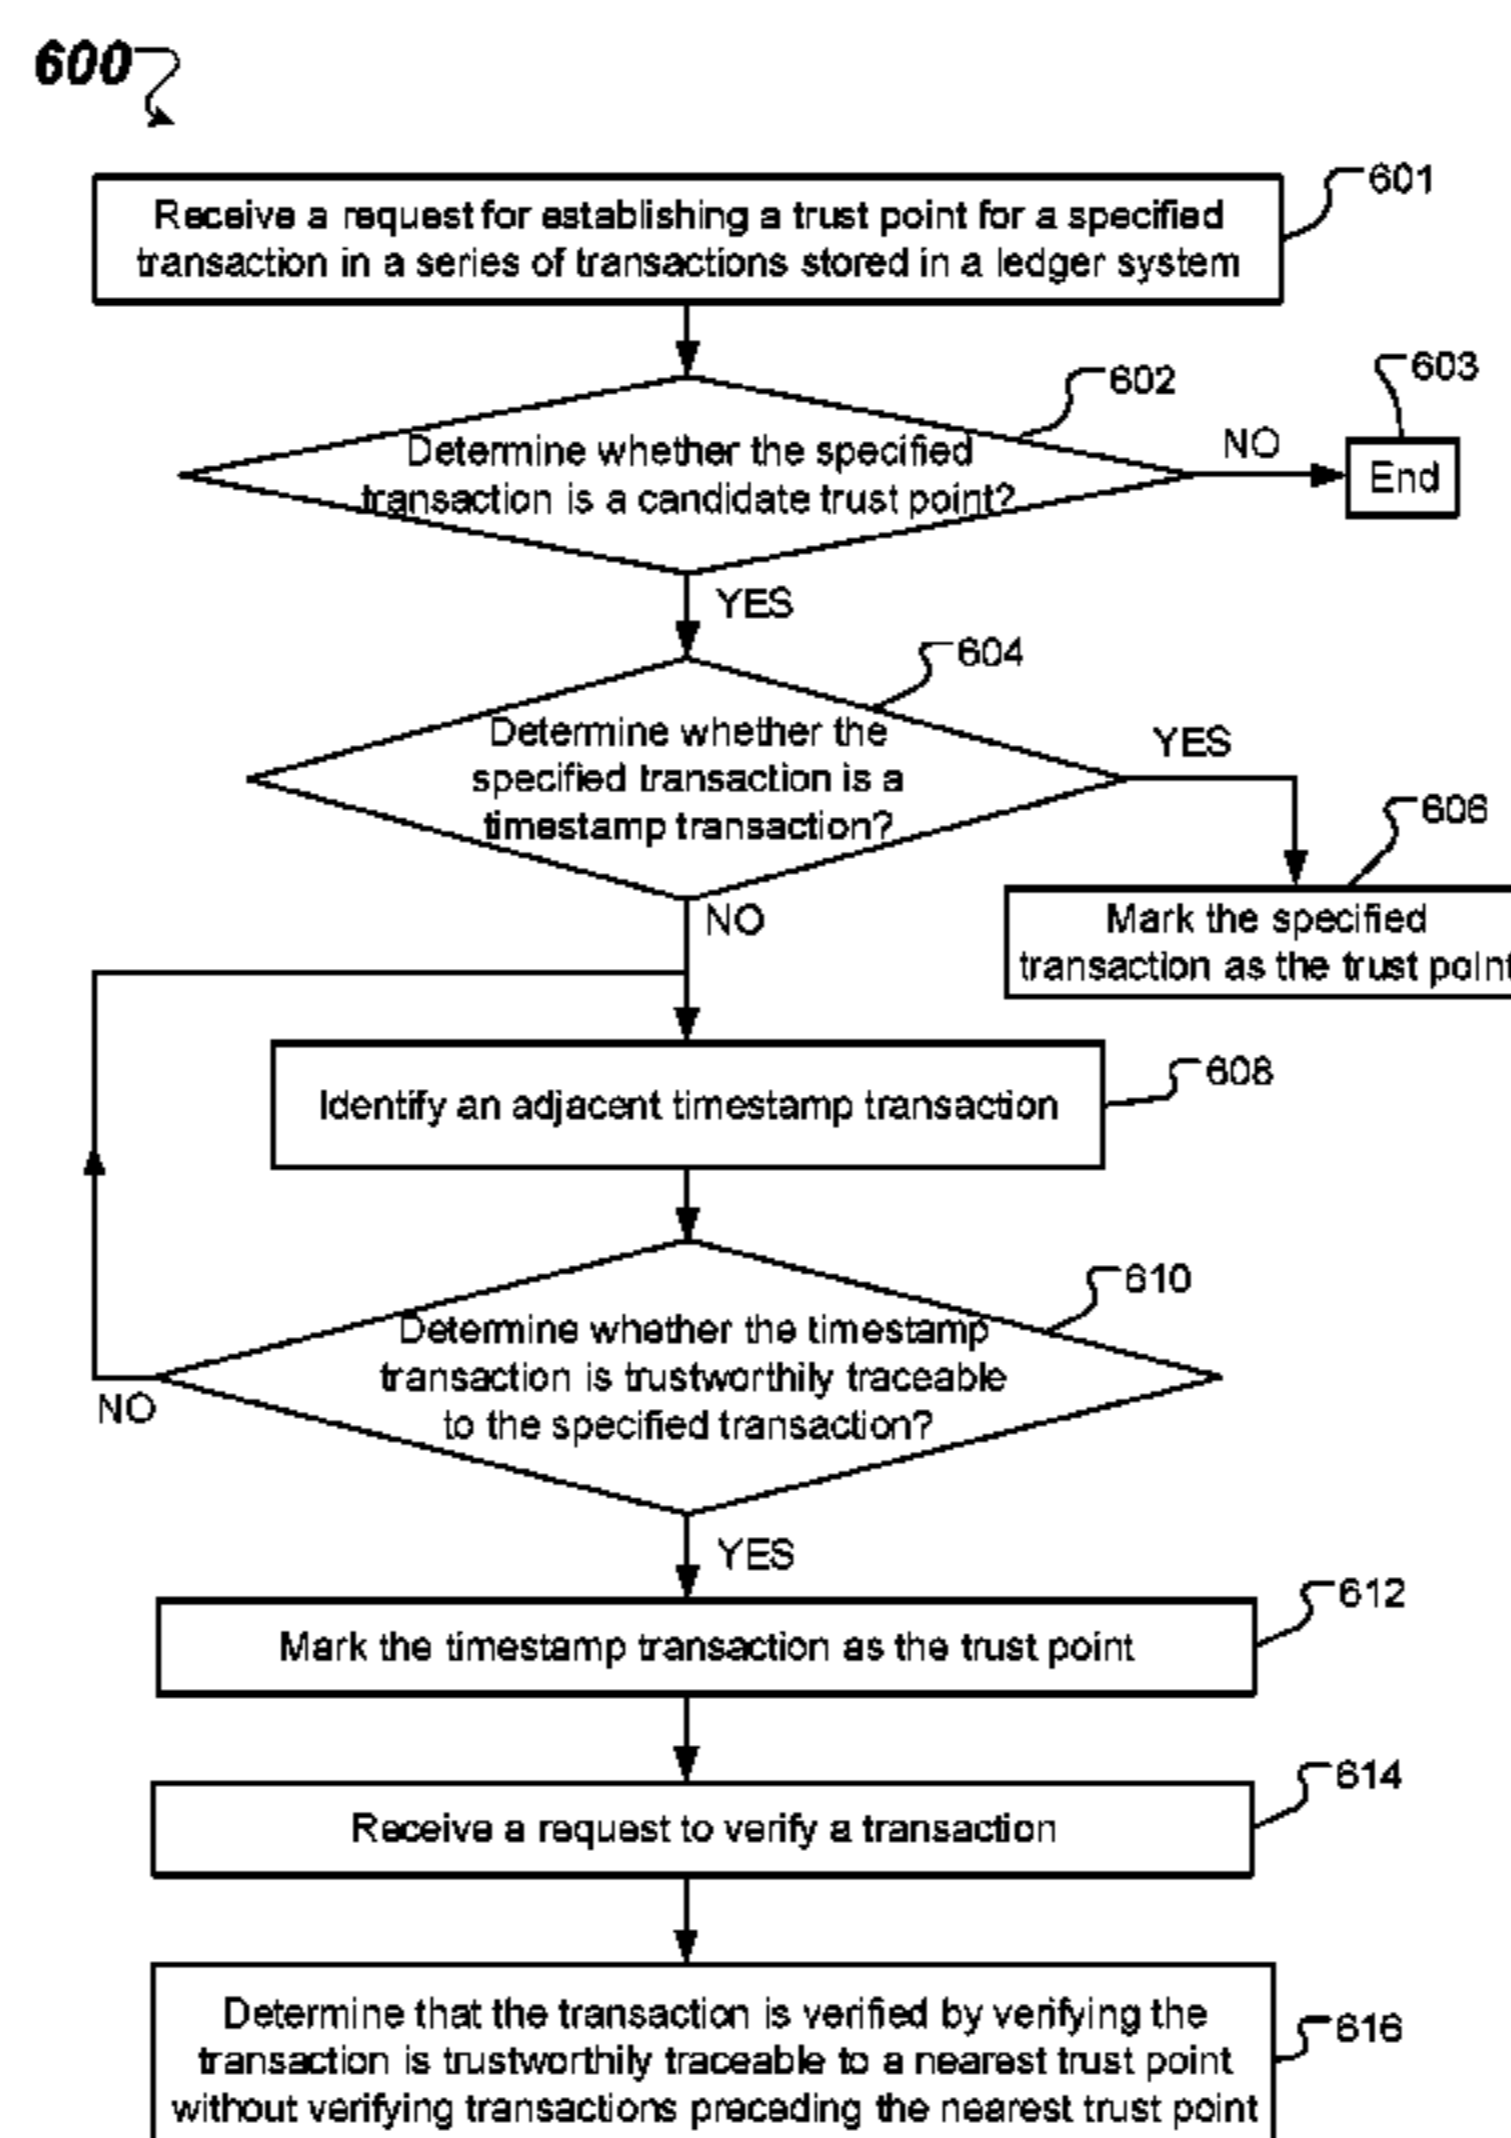 600
601
Receive a request for establishing a trust point for a specified
transaction in a series of transactions stored in a ledger system
602
603
Determine whether the specified
transaction is a candidate trust point?
NO
End
YES
604
Determine whether the
specified transaction is a
timestamp transaction?
YES
606
NO
Mark the specified
transaction as the trust point
608
Identify an adjacent timestamp transaction
610
Determine whether the timestamp
transaction is trustworthily traceable
to the specified transaction?
NO
YES
612
Mark the timestamp transaction as the trust point
614
Receive a request to verify a transaction
616
Determine that the transaction is verified by verifying the
transaction is trustworthily traceable to a nearest trust point
without verifying transactions preceding the nearest trust point